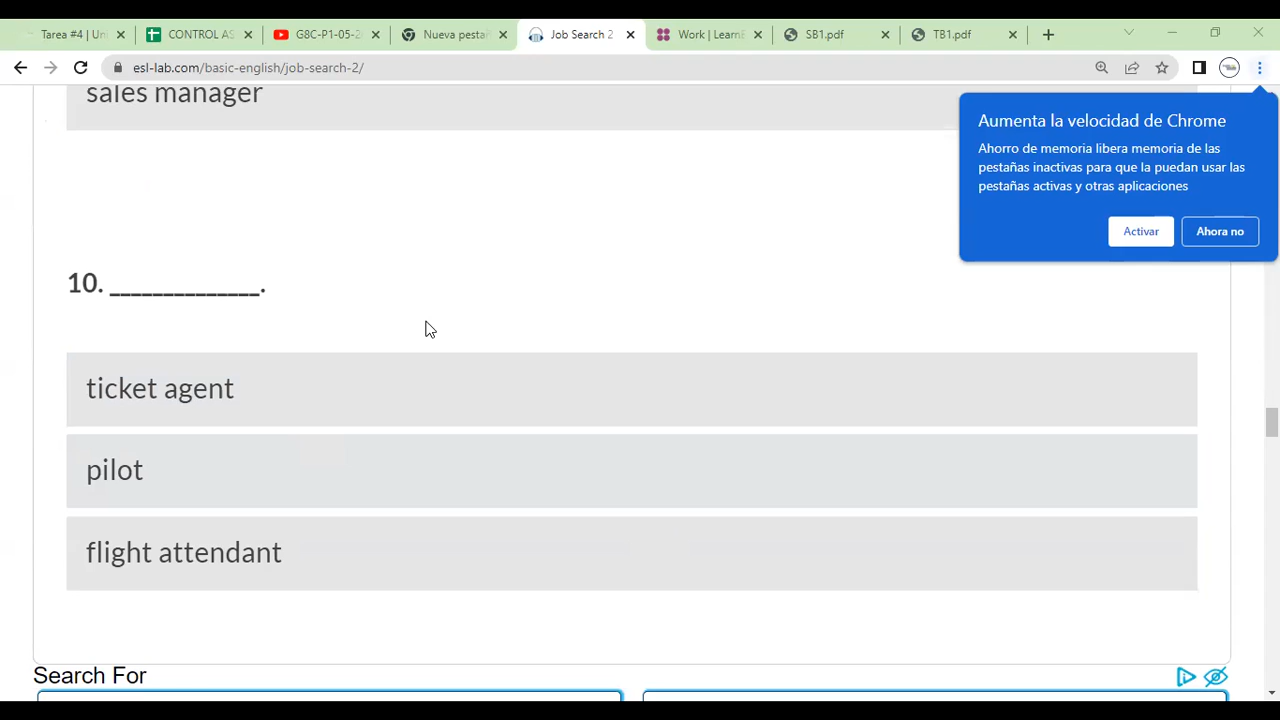 Tarea #4 | Un
CONTROL AS
G8C-P1-05-2
Nueva pesta
Job Search 2
Work | LearnE
SB1.pdf
TB1.pdf
esl-lab.com/basic-english/job-search-2/
sales manager
Aumenta la velocidad de Chrome
Ahorro de memoria libera memoria de las
pestañas inactivas para que la puedan usar las
pestañas activas y otras aplicaciones
Activar
Ahora no
10. ______________.
ticket agent
pilot
flight attendant
Search For